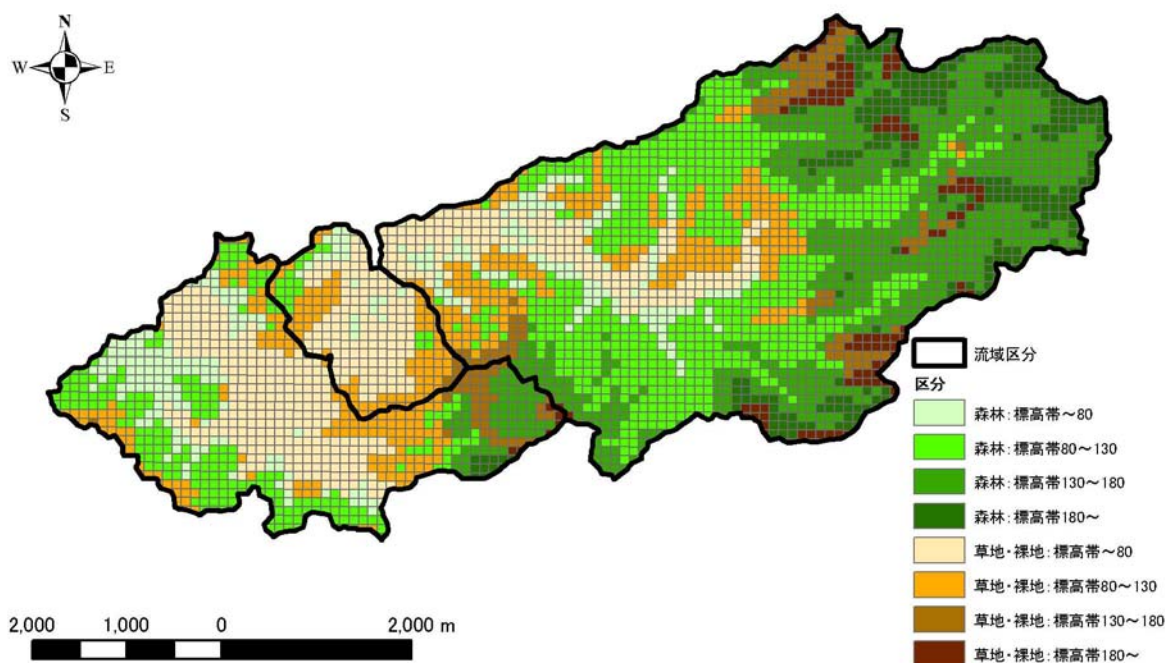 N
W E
S
流域区分
区分
森林:標高帯~80
森林:標高帯80~130
森林:標高帯130~180
森林:標高帯180~
草地・裸地:標高帯~80
草地・裸地:標高帯80~130
草地・裸地:標高帯130~180
草地・裸地:標高帯180~
2,000 1,000 0 2,000 m